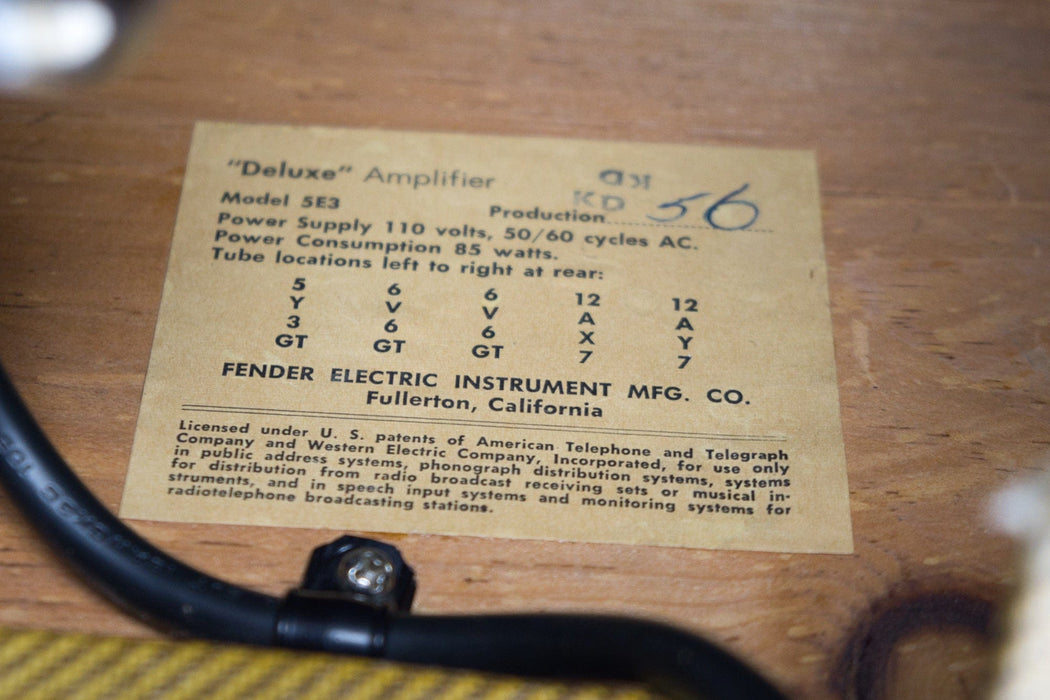 "Deluxe" Amplifier
Model 5E3
KD
Production 56
Power Supply 110 volts, 50/60 cycles AC.
Power Consumption 85 watts.
Tube locations left to right at rear:
5 6 6 12 12
Y V V A A
3 6 6 X Y
GT GT GT 7 7
FENDER ELECTRIC INSTRUMENT MFG. CO.
Fullerton, California
Licensed under U. S. patents of American Telephone and Telegraph
Company and Western Electric Company, Incorporated, for use only
in public address systems, phonograph distribution systems, systems
for distribution from radio broadcast receiving sets or musical in-
struments, and in speech input systems and monitoring systems for
radiotelephone broadcasting stations.